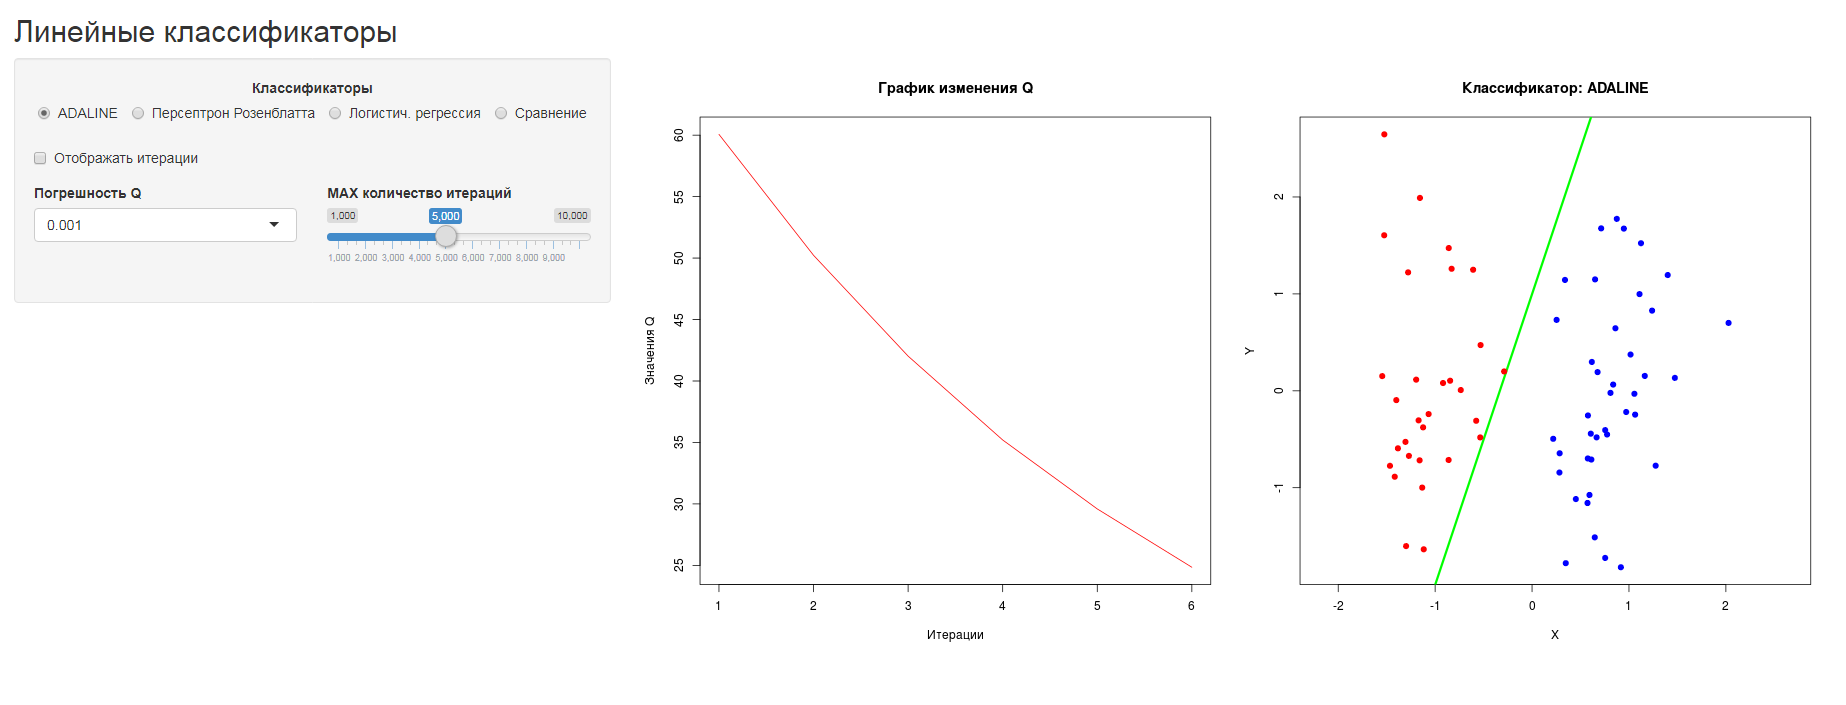 Линейные классификаторы
Классификаторы
ADALINE Персептрон Розенблатта Логистич. регрессия Сравнение
Отображать итерации
Погрешность Q MAX количество итераций
0.001
1,000 5,000 10,000
1,000 2,000 3,000 4,000 5,000 6,000 7,000 8,000 9,000
График изменения Q
Значения Q
60
55
50
45
40
35
30
25
1 2 3 4 5 6
Итерации
Классификатор: ADALINE
Y
2
1
0
-1
-2 -1 0 1 2
X